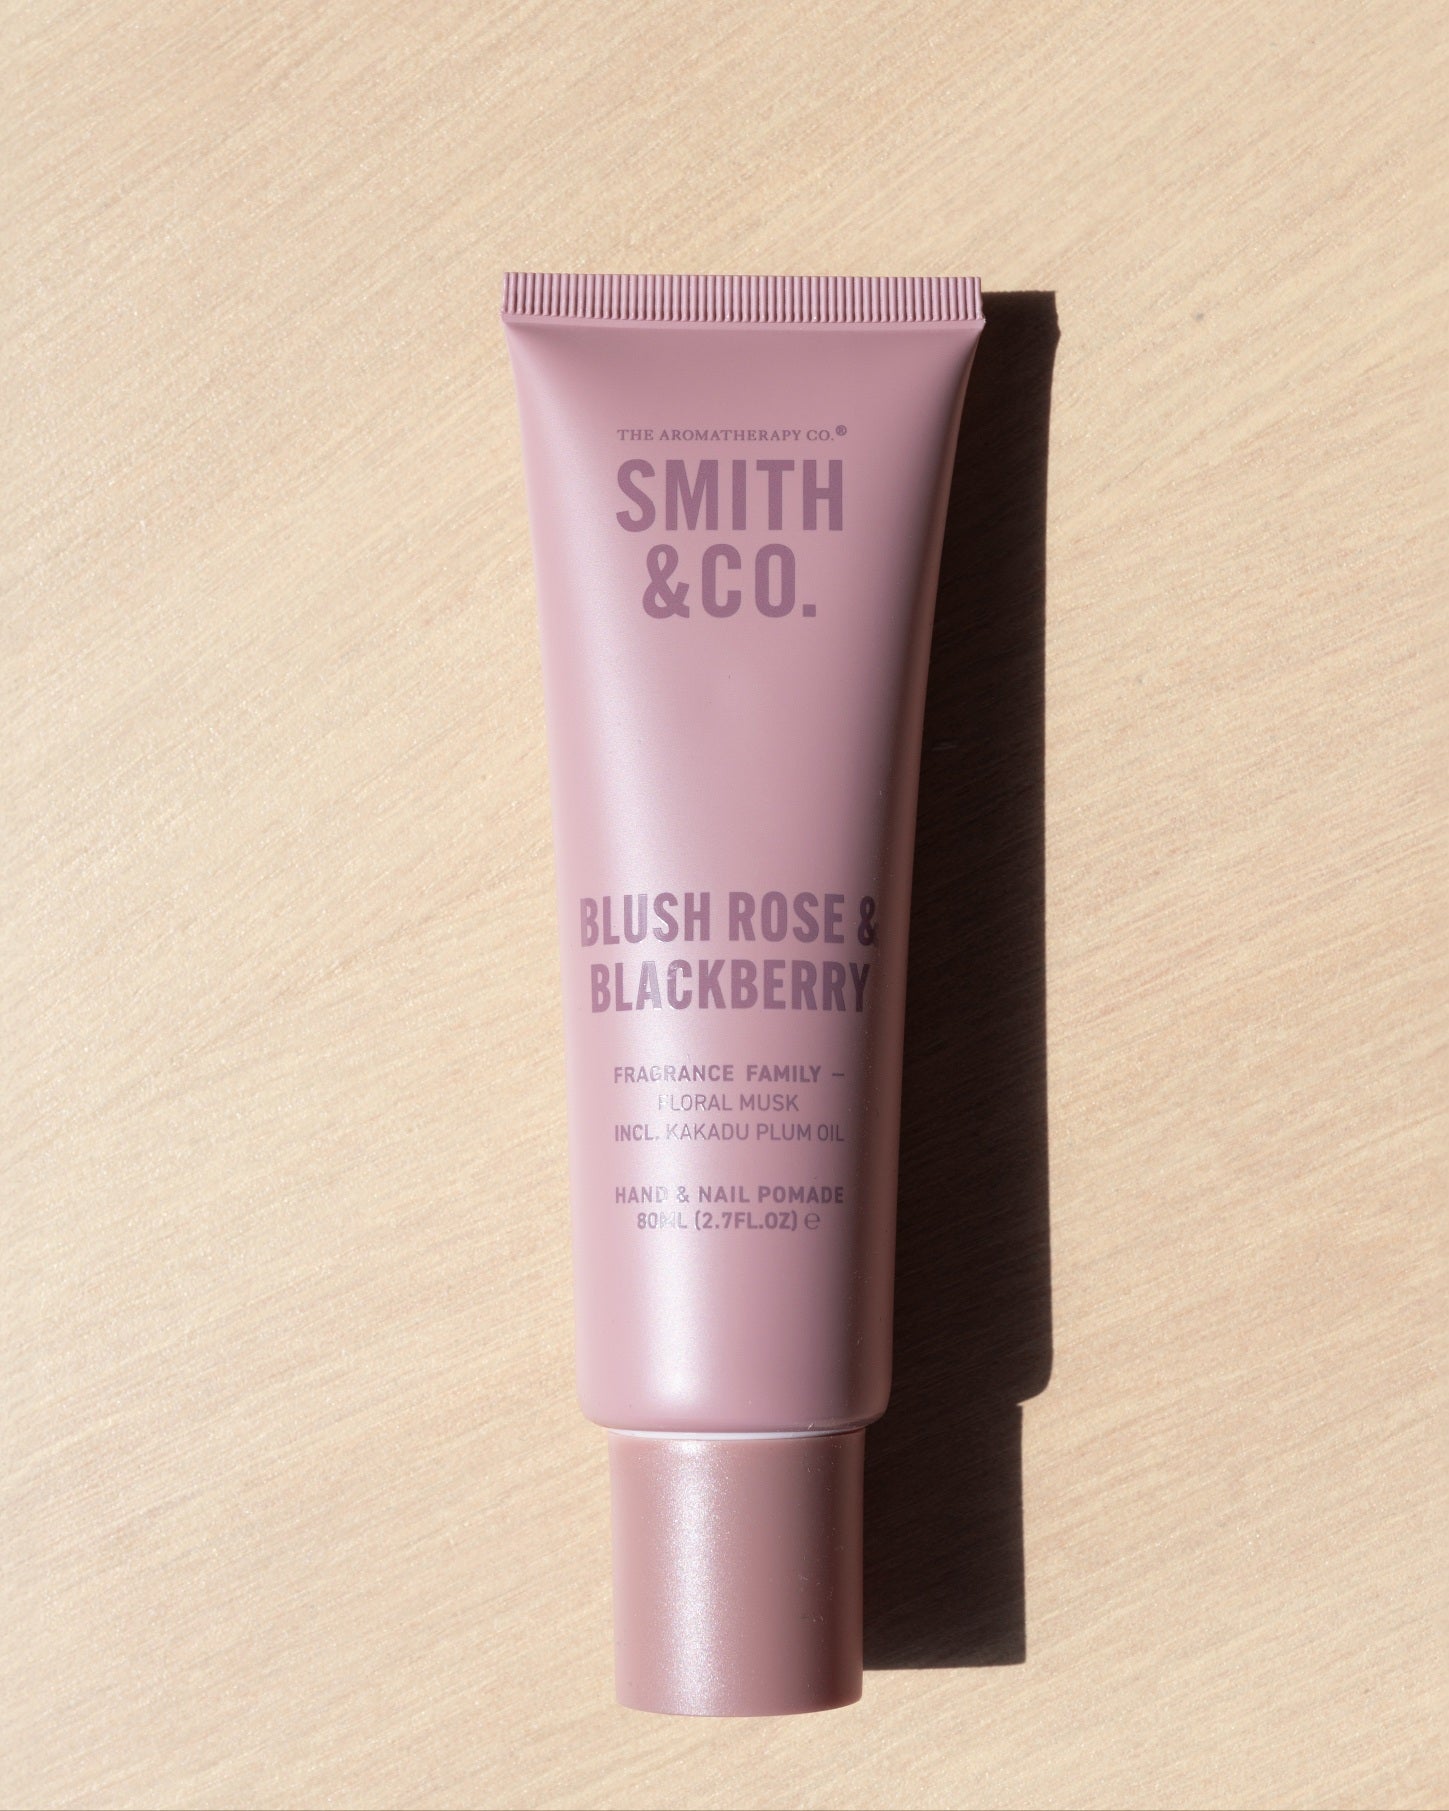 THE AROMATHERAPY CO.®
SMITH
&CO.
BLUSH ROSE &
BLACKBERRY
FRAGRANCE FAMILY –
FLORAL MUSK
INCL. KAKADU PLUM OIL
HAND & NAIL POMADE
80ML (2.7FL.OZ) ℮